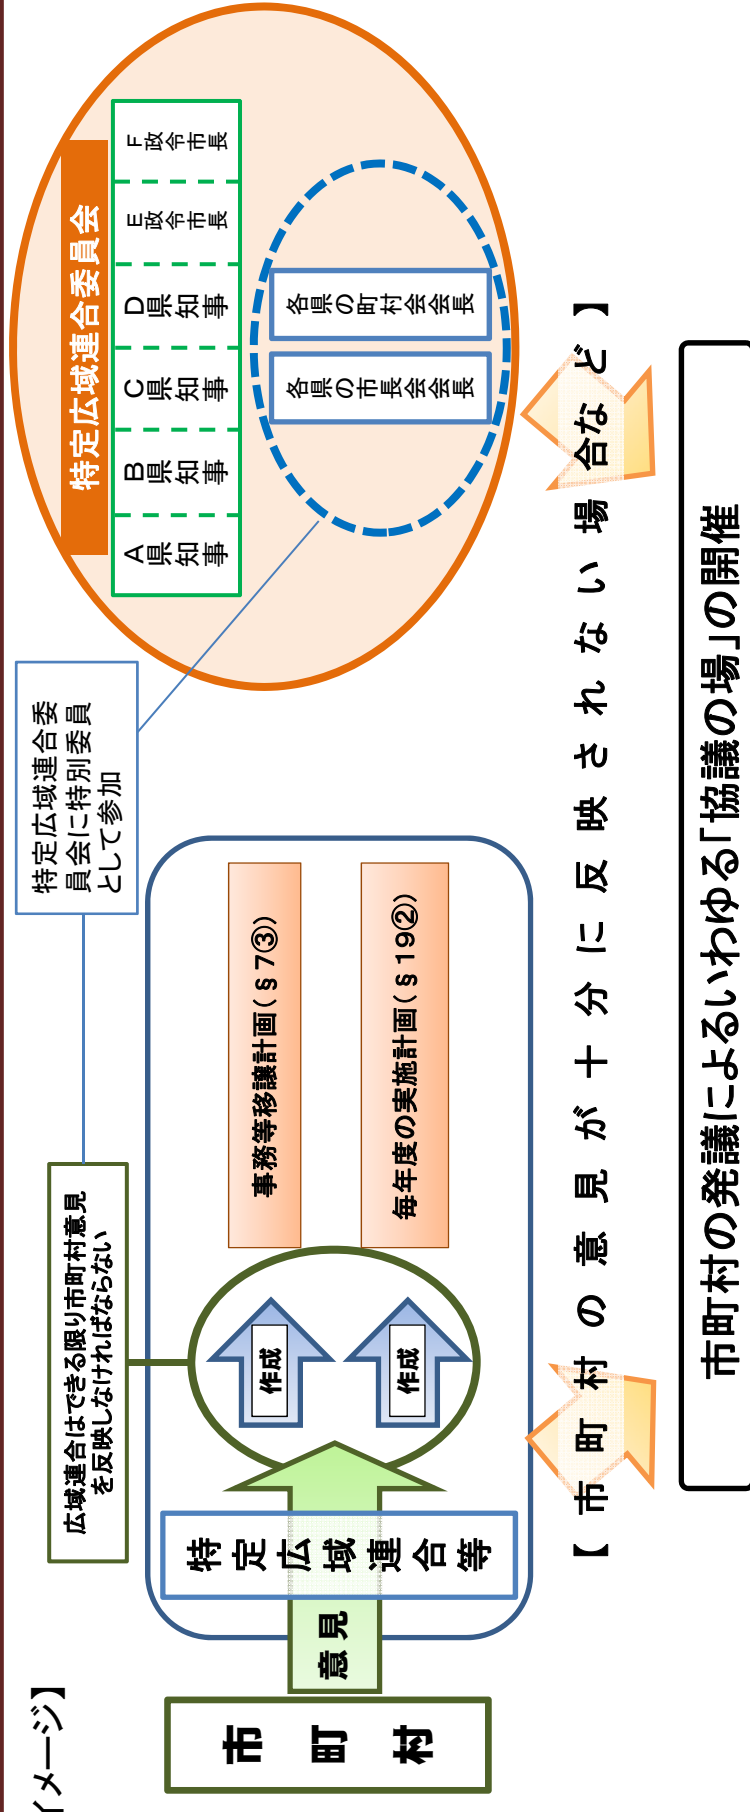 イメージ】
市町村
意見
特定広域連合等
広域連合はできる限り市町村意見
を反映しなければならない
作成
作成
事務等移譲計画(§7③)
毎年度の実施計画(§19②)
特定広域連合委
員会に特別委員
として参加
特定広域連合委員会
A県知事
B県知事
C県知事
D県知事
E政令市長
F政令市長
各県の市長会会長
各県の町村会会長
【市町村の意見が十分に反映されない場合など】
市町村の発議によるいわゆる「協議の場」の開催